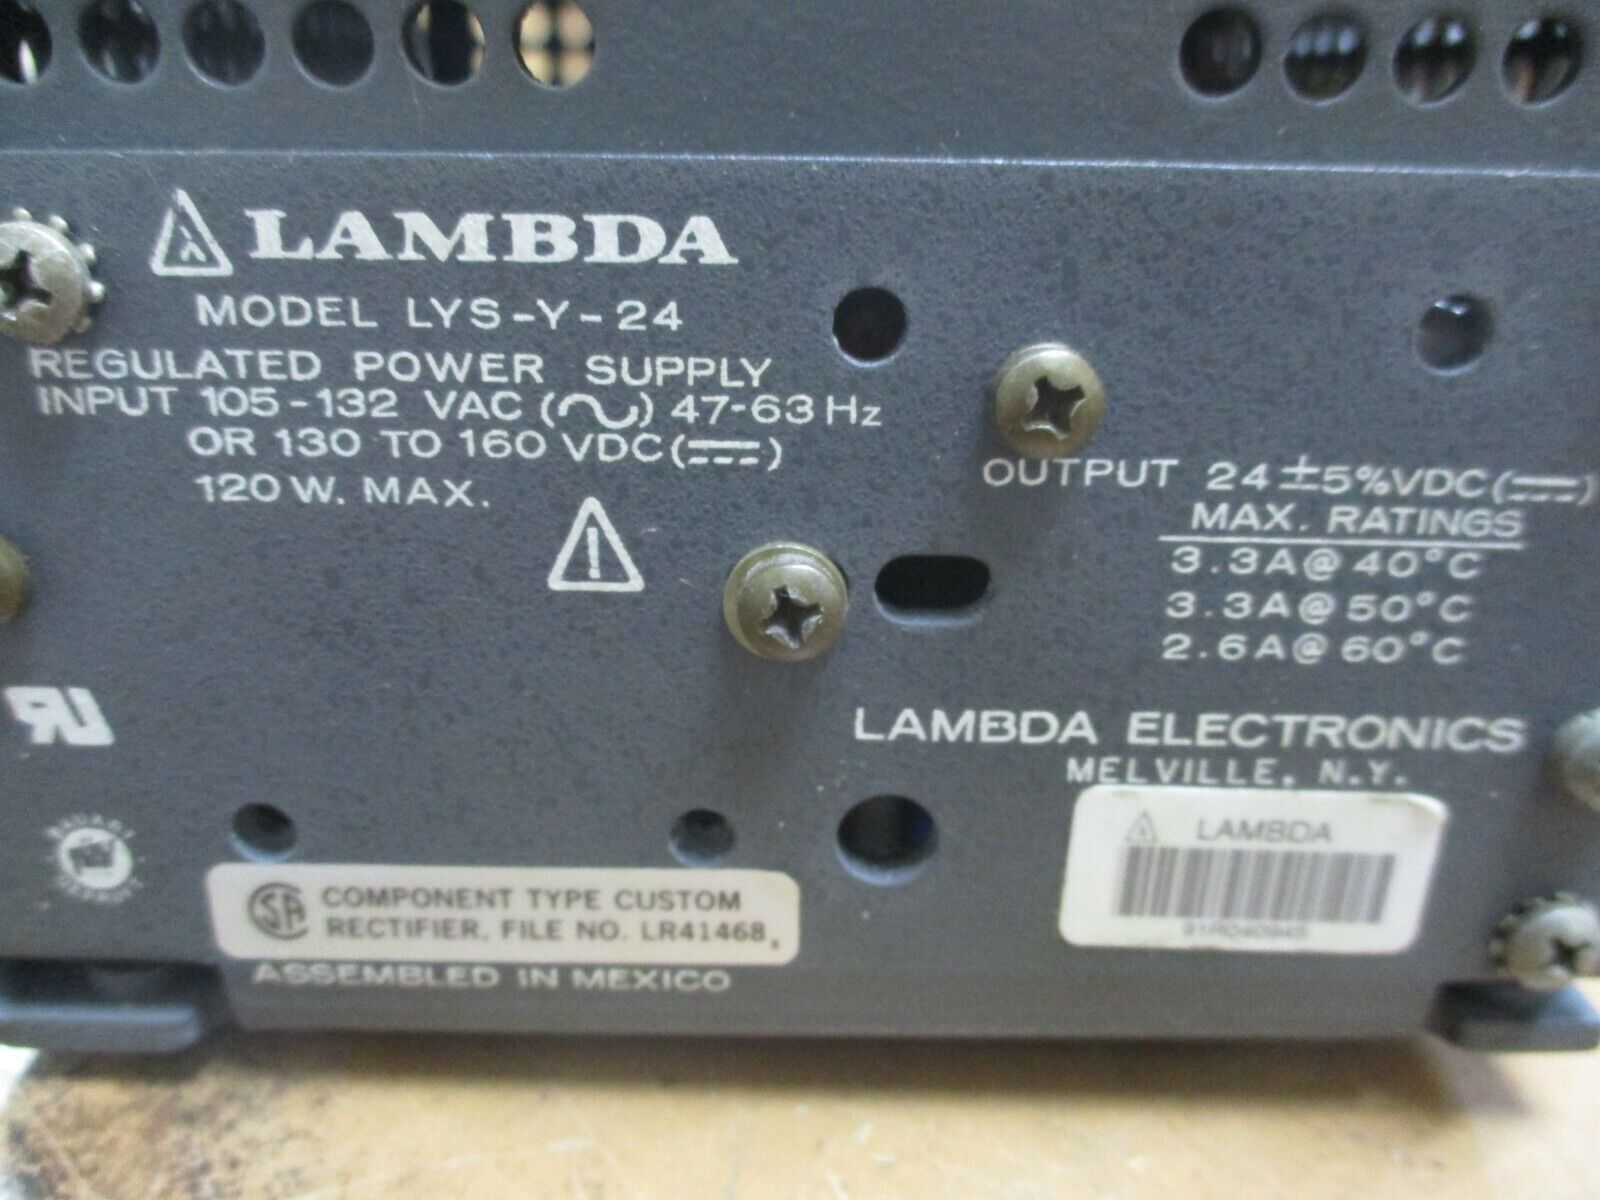 LAMBDA
MODEL LYS-Y-24
REGULATED POWER SUPPLY
INPUT 105-132 VAC (∿) 47-63 Hz
OR 130 TO 160 VDC (⎓)
120 W. MAX.
OUTPUT 24 ±5% VDC (⎓)
MAX. RATINGS
3.3A @ 40°C
3.3A @ 50°C
2.6A @ 60°C
LAMBDA ELECTRONICS
MELVILLE, N.Y.
LAMBDA
COMPONENT TYPE CUSTOM
RECTIFIER, FILE NO. LR41468,
ASSEMBLED IN MEXICO